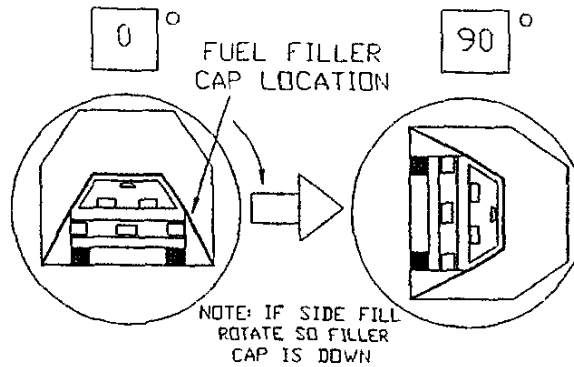 0°
90°
FUEL FILLER
CAP LOCATION
NOTE: IF SIDE FILL
ROTATE SO FILLER
CAP IS DOWN